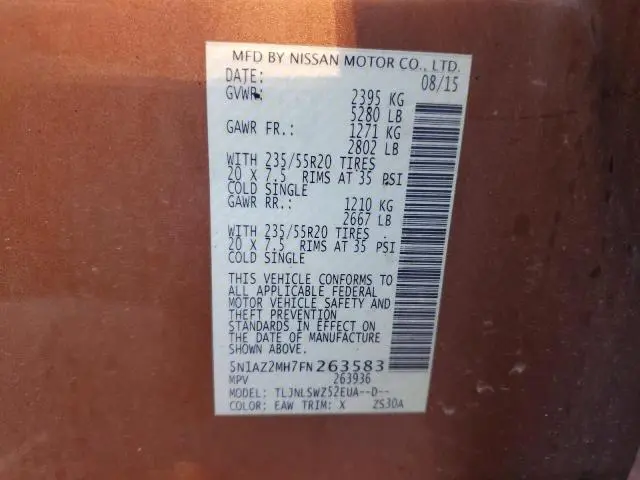 MFD BY NISSAN MOTOR CO., LTD.
DATE: 08/15
GVWR: 2395 KG
5280 LB
GAWR FR.: 1271 KG
2802 LB
WITH 235/55R20 TIRES
20 X 7.5 RIMS AT 35 PSI
COLD SINGLE
GAWR RR.: 1210 KG
2667 LB
WITH 235/55R20 TIRES
20 X 7.5 RIMS AT 35 PSI
COLD SINGLE
THIS VEHICLE CONFORMS TO
ALL APPLICABLE FEDERAL
MOTOR VEHICLE SAFETY AND
THEFT PREVENTION
STANDARDS IN EFFECT ON
THE DATE OF MANUFACTURE
SHOWN ABOVE.
5N1AZ2MH7FN263583
MPV 263936
MODEL: TLJNLSWZ52EUA--D--
COLOR: EAW TRIM: X ZS30A